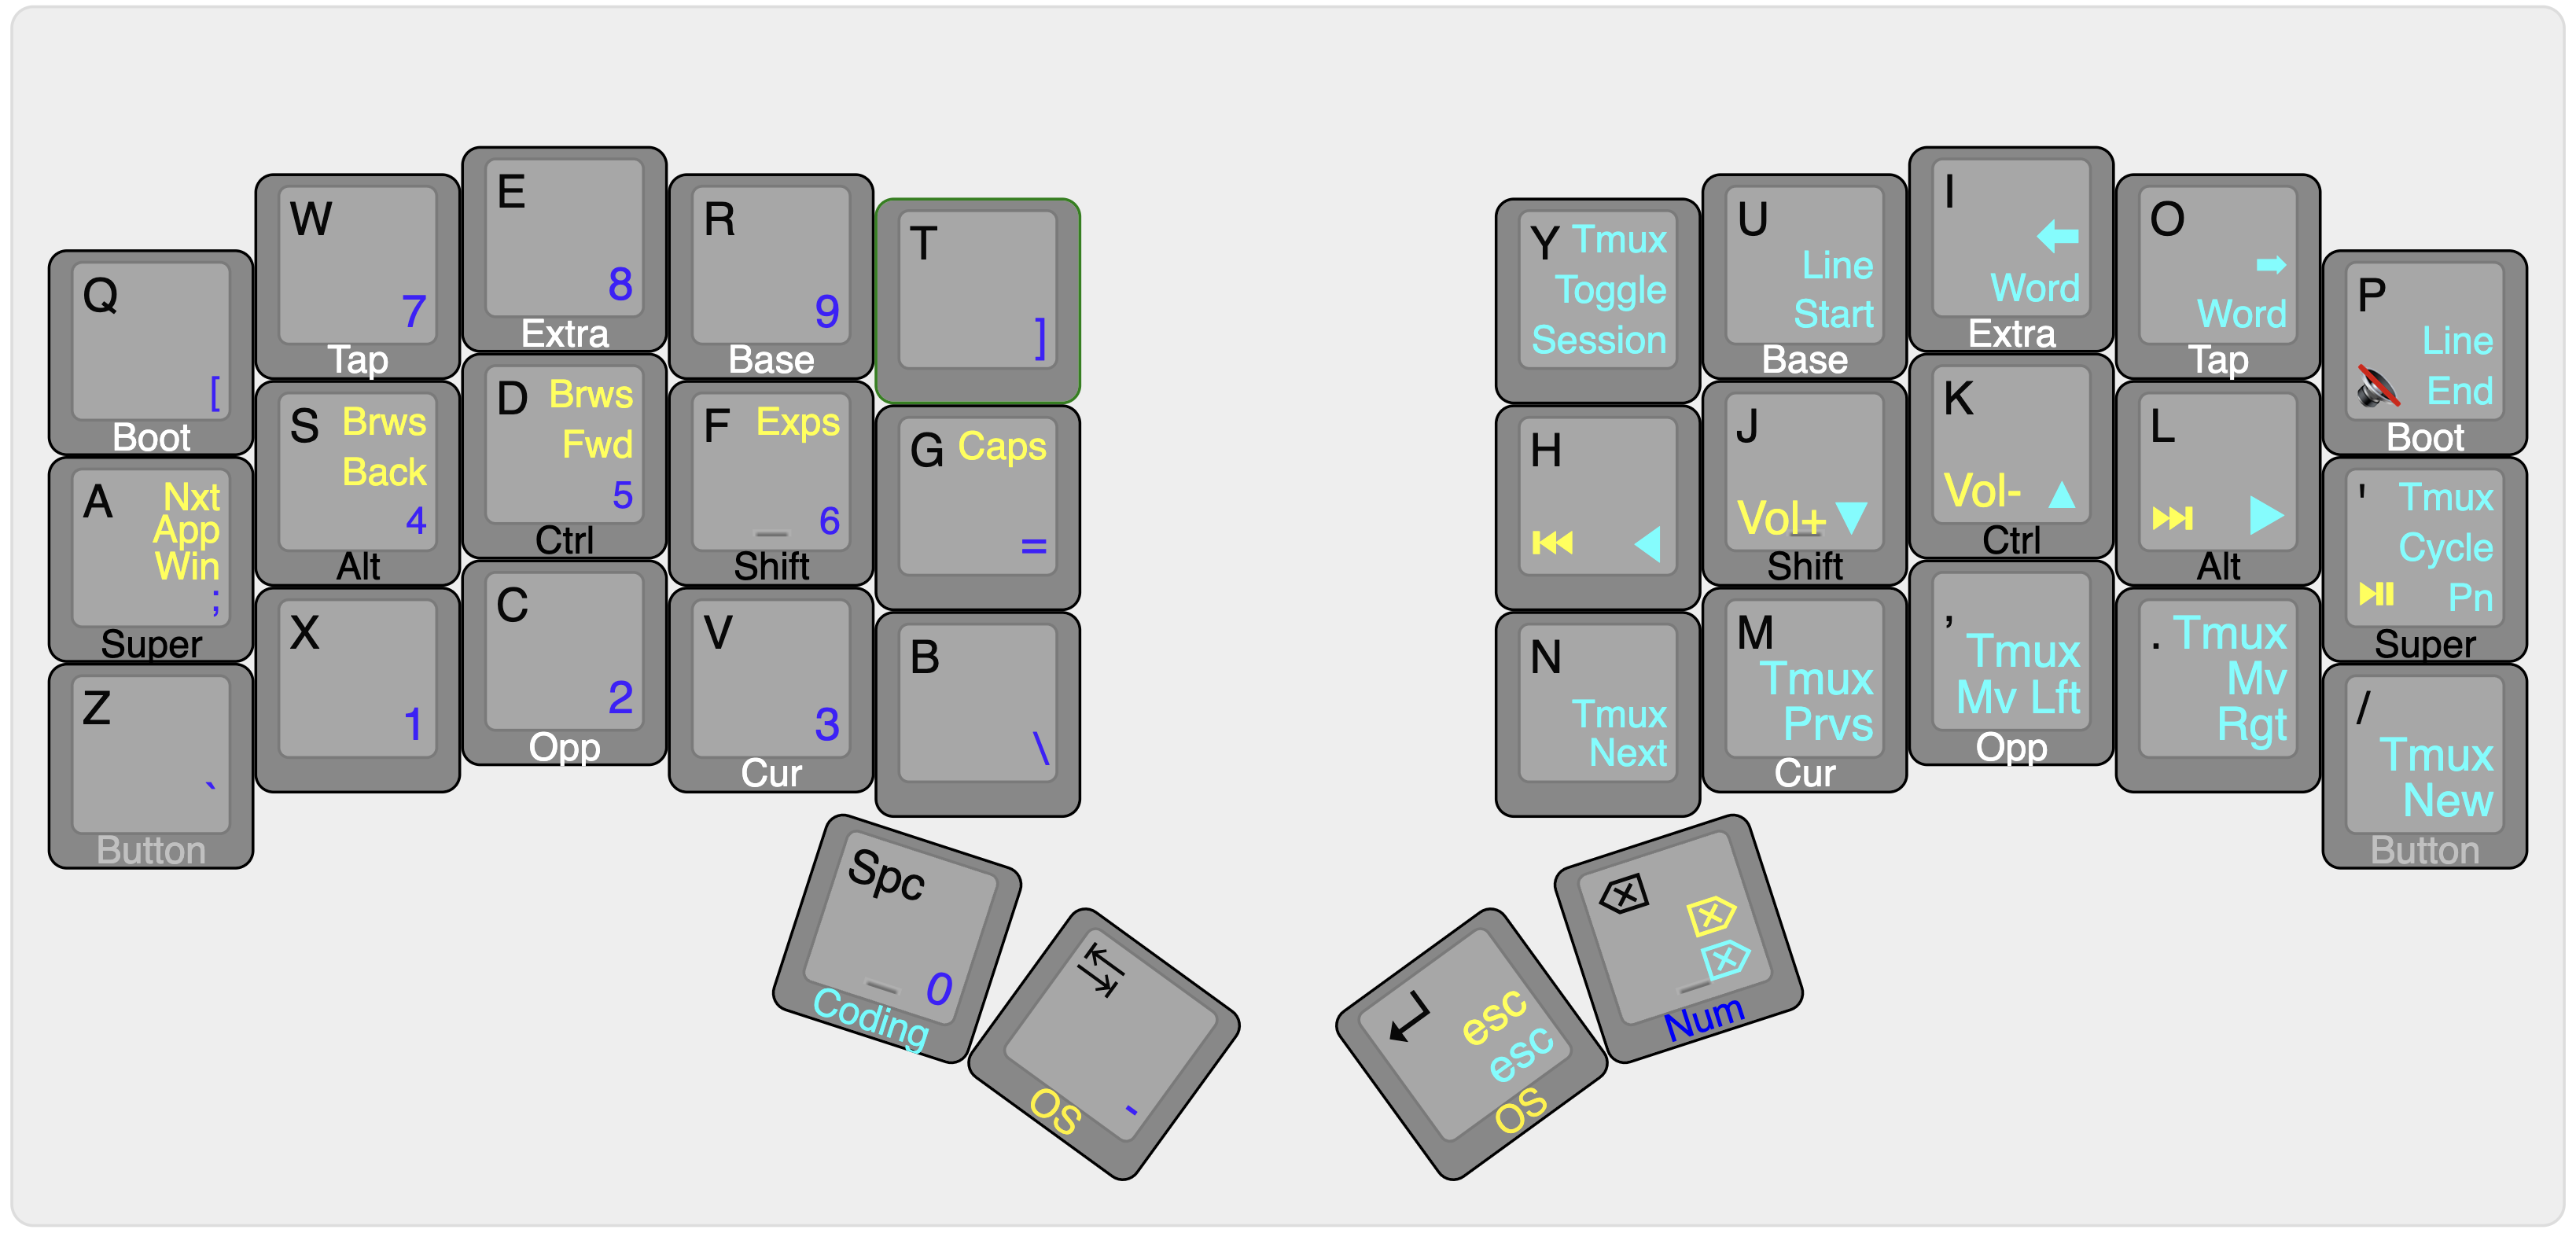 Q
[
Boot
W
7
Tap
E
8
Extra
R
9
Base
T
]
Y Tmux
Toggle
Session
U
Line
Start
Base
I
Word
Extra
O
Word
Tap
P
Line
End
Boot
A Nxt
App
Win
;
Super
S Brws
Back
4
Alt
D Brws
Fwd
5
Ctrl
F Exps
6
Shift
G Caps
=
H
J
Vol+
Shift
K
Vol-
Ctrl
L
Alt
' Tmux
Cycle
Pn
Super
Z
`
Button
X
1
C
2
Opp
V
3
Cur
B
\
N
Tmux
Next
M
Tmux
Prvs
Cur
,
Tmux
Mv Lft
Opp
. Tmux
Mv
Rgt
/
Tmux
New
Button
Spc
0
Coding
-
OS
esc
esc
OS
Num